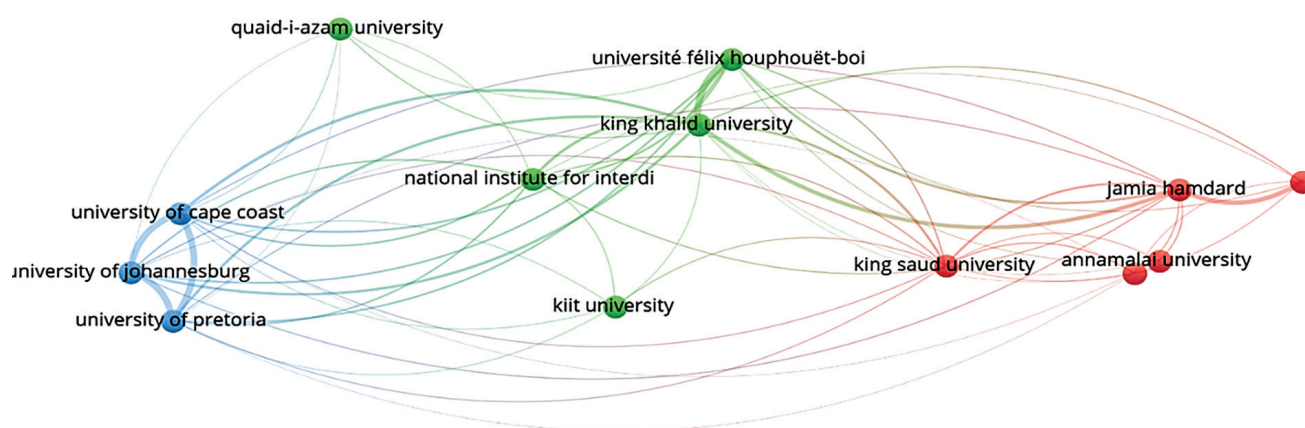 quaid-i-azam university
université félix houphouët-boi
king khalid university
national institute for interdi
jamia hamdard
university of cape coast
king saud university
annamalai university
university of johannesburg
kiit university
university of pretoria